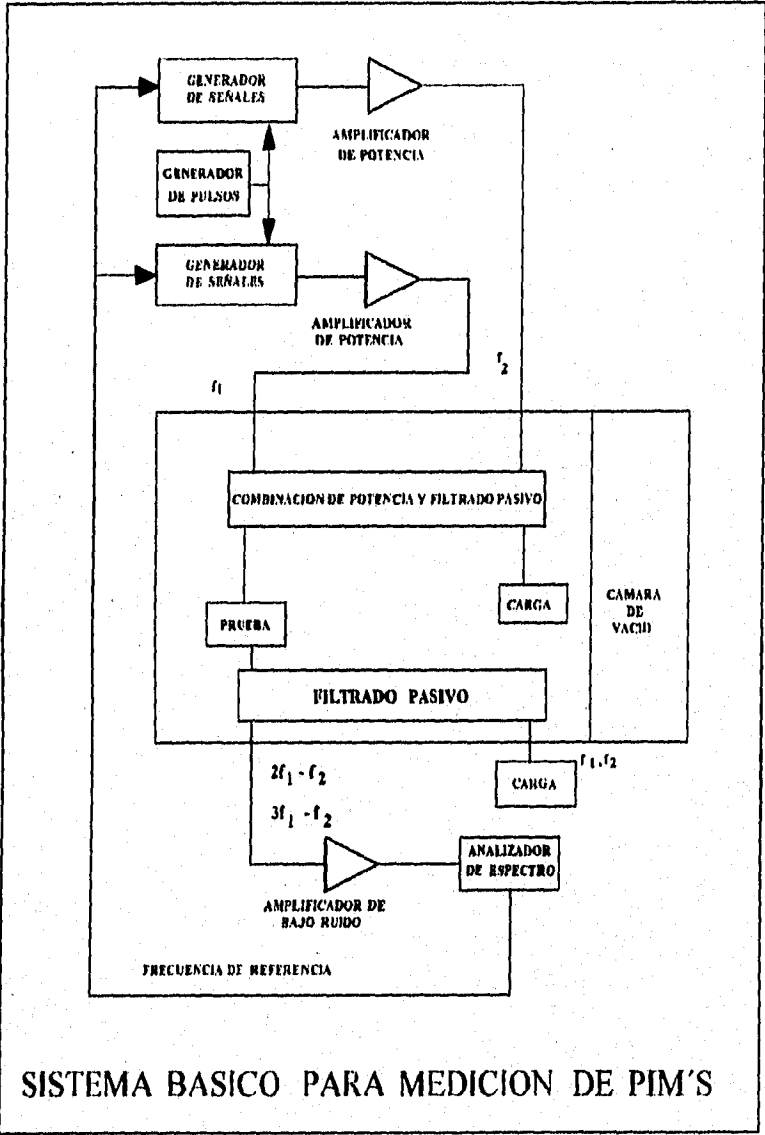 GENERADOR
DE SEÑALES
AMPLIFICADOR
DE POTENCIA
GENERADOR
DE PULSOS
GENERADOR
DE SEÑALES
AMPLIFICADOR
DE POTENCIA
f1
f2
COMBINACION DE POTENCIA Y FILTRADO PASIVO
CARGA
PRUEBA
CAMARA
DE
VACIO
FILTRADO PASIVO
2f1 - f2
3f1 - f2
f1,f2
CARGA
ANALIZADOR
DE ESPECTRO
AMPLIFICADOR DE
BAJO RUIDO
FRECUENCIA DE REFERENCIA
SISTEMA BASICO PARA MEDICION DE PIM´S